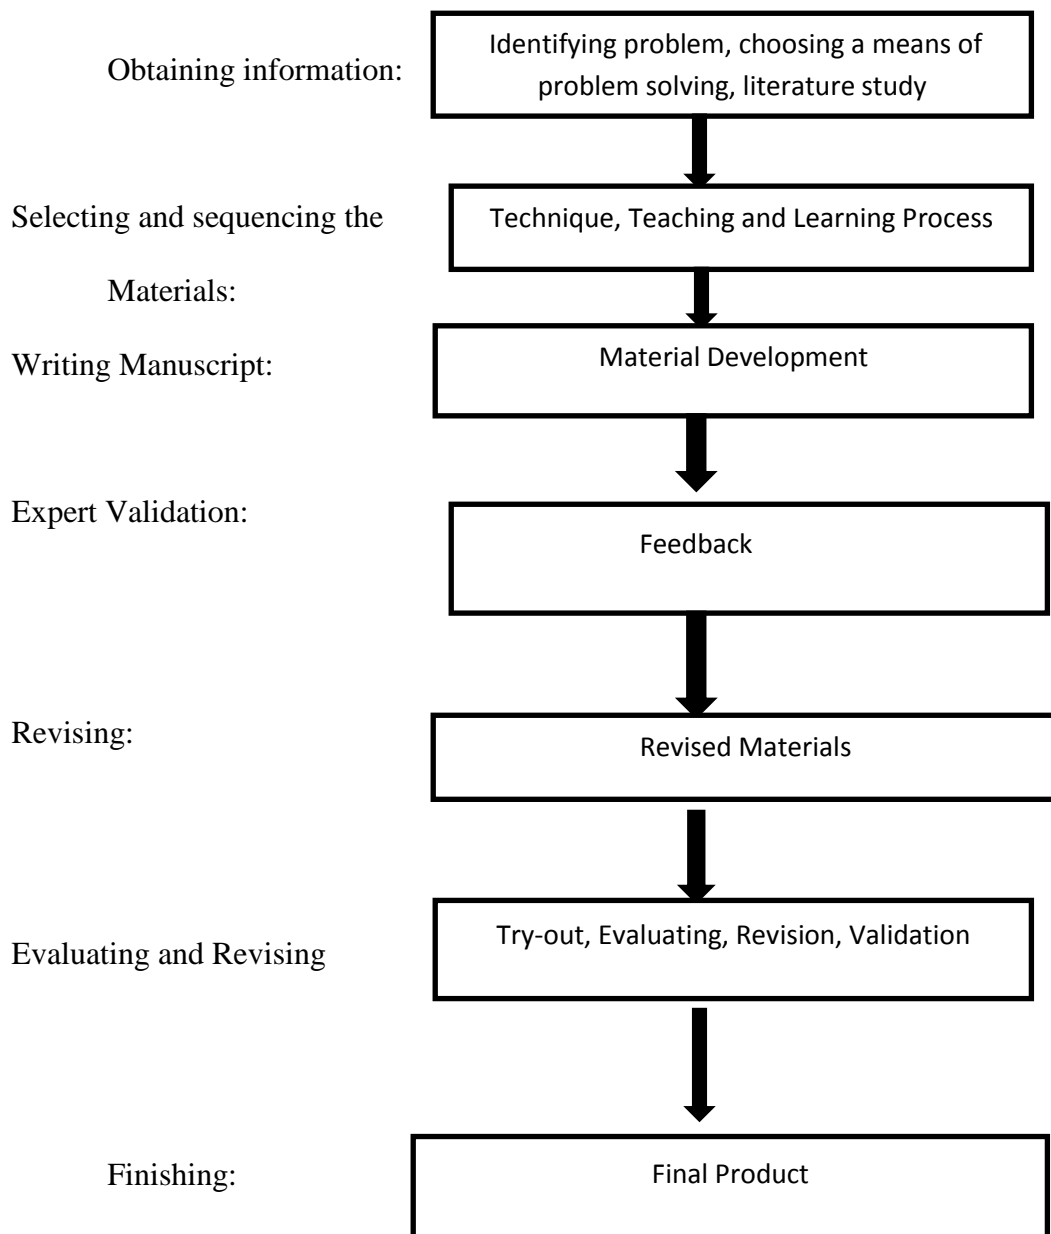 Obtaining information:
Identifying problem, choosing a means of
problem solving, literature study
Selecting and sequencing the
Materials:
Technique, Teaching and Learning Process
Writing Manuscript:
Material Development
Expert Validation:
Feedback
Revising:
Revised Materials
Evaluating and Revising
Try-out, Evaluating, Revision, Validation
Finishing:
Final Product